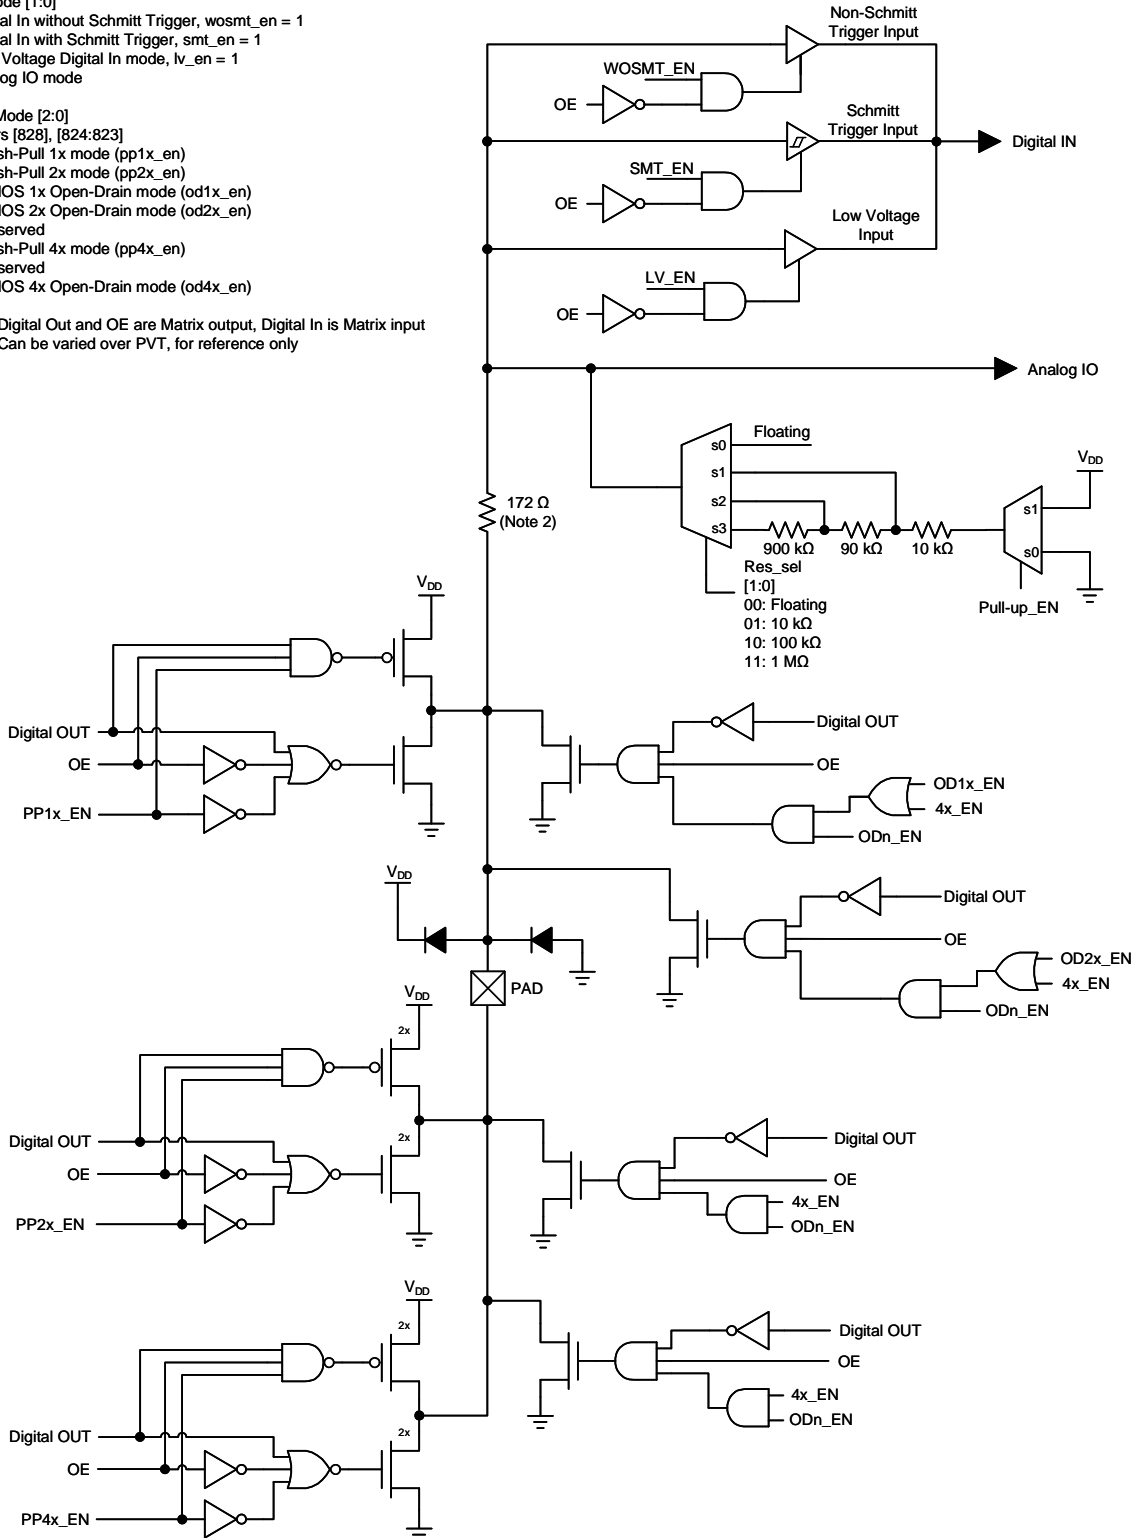 ode [1:0]
al In without Schmitt Trigger, wosmt_en = 1
al In with Schmitt Trigger, smt_en = 1
Voltage Digital In mode, lv_en = 1
og IO mode
Mode [2:0]
rs [828], [824:823]
sh-Pull 1x mode (pp1x_en)
sh-Pull 2x mode (pp2x_en)
IOS 1x Open-Drain mode (od1x_en)
IOS 2x Open-Drain mode (od2x_en)
served
sh-Pull 4x mode (pp4x_en)
served
IOS 4x Open-Drain mode (od4x_en)
Digital Out and OE are Matrix output, Digital In is Matrix input
Can be varied over PVT, for reference only
Non-Schmitt
Trigger Input
WOSMT_EN
OE
Schmitt
Trigger Input
Digital IN
SMT_EN
OE
Low Voltage
Input
LV_EN
OE
Analog IO
Floating
s0
s1
s2
s3
900 kΩ
90 kΩ
10 kΩ
VDD
s1
s0
Pull-up_EN
Res_sel
[1:0]
00: Floating
01: 10 kΩ
10: 100 kΩ
11: 1 MΩ
172 Ω
(Note 2)
VDD
Digital OUT
OE
PP1x_EN
Digital OUT
OE
OD1x_EN
4x_EN
ODn_EN
VDD
PAD
Digital OUT
OE
OD2x_EN
4x_EN
ODn_EN
VDD
2x
2x
Digital OUT
OE
PP2x_EN
Digital OUT
OE
4x_EN
ODn_EN
VDD
2x
2x
Digital OUT
OE
PP4x_EN
Digital OUT
OE
4x_EN
ODn_EN